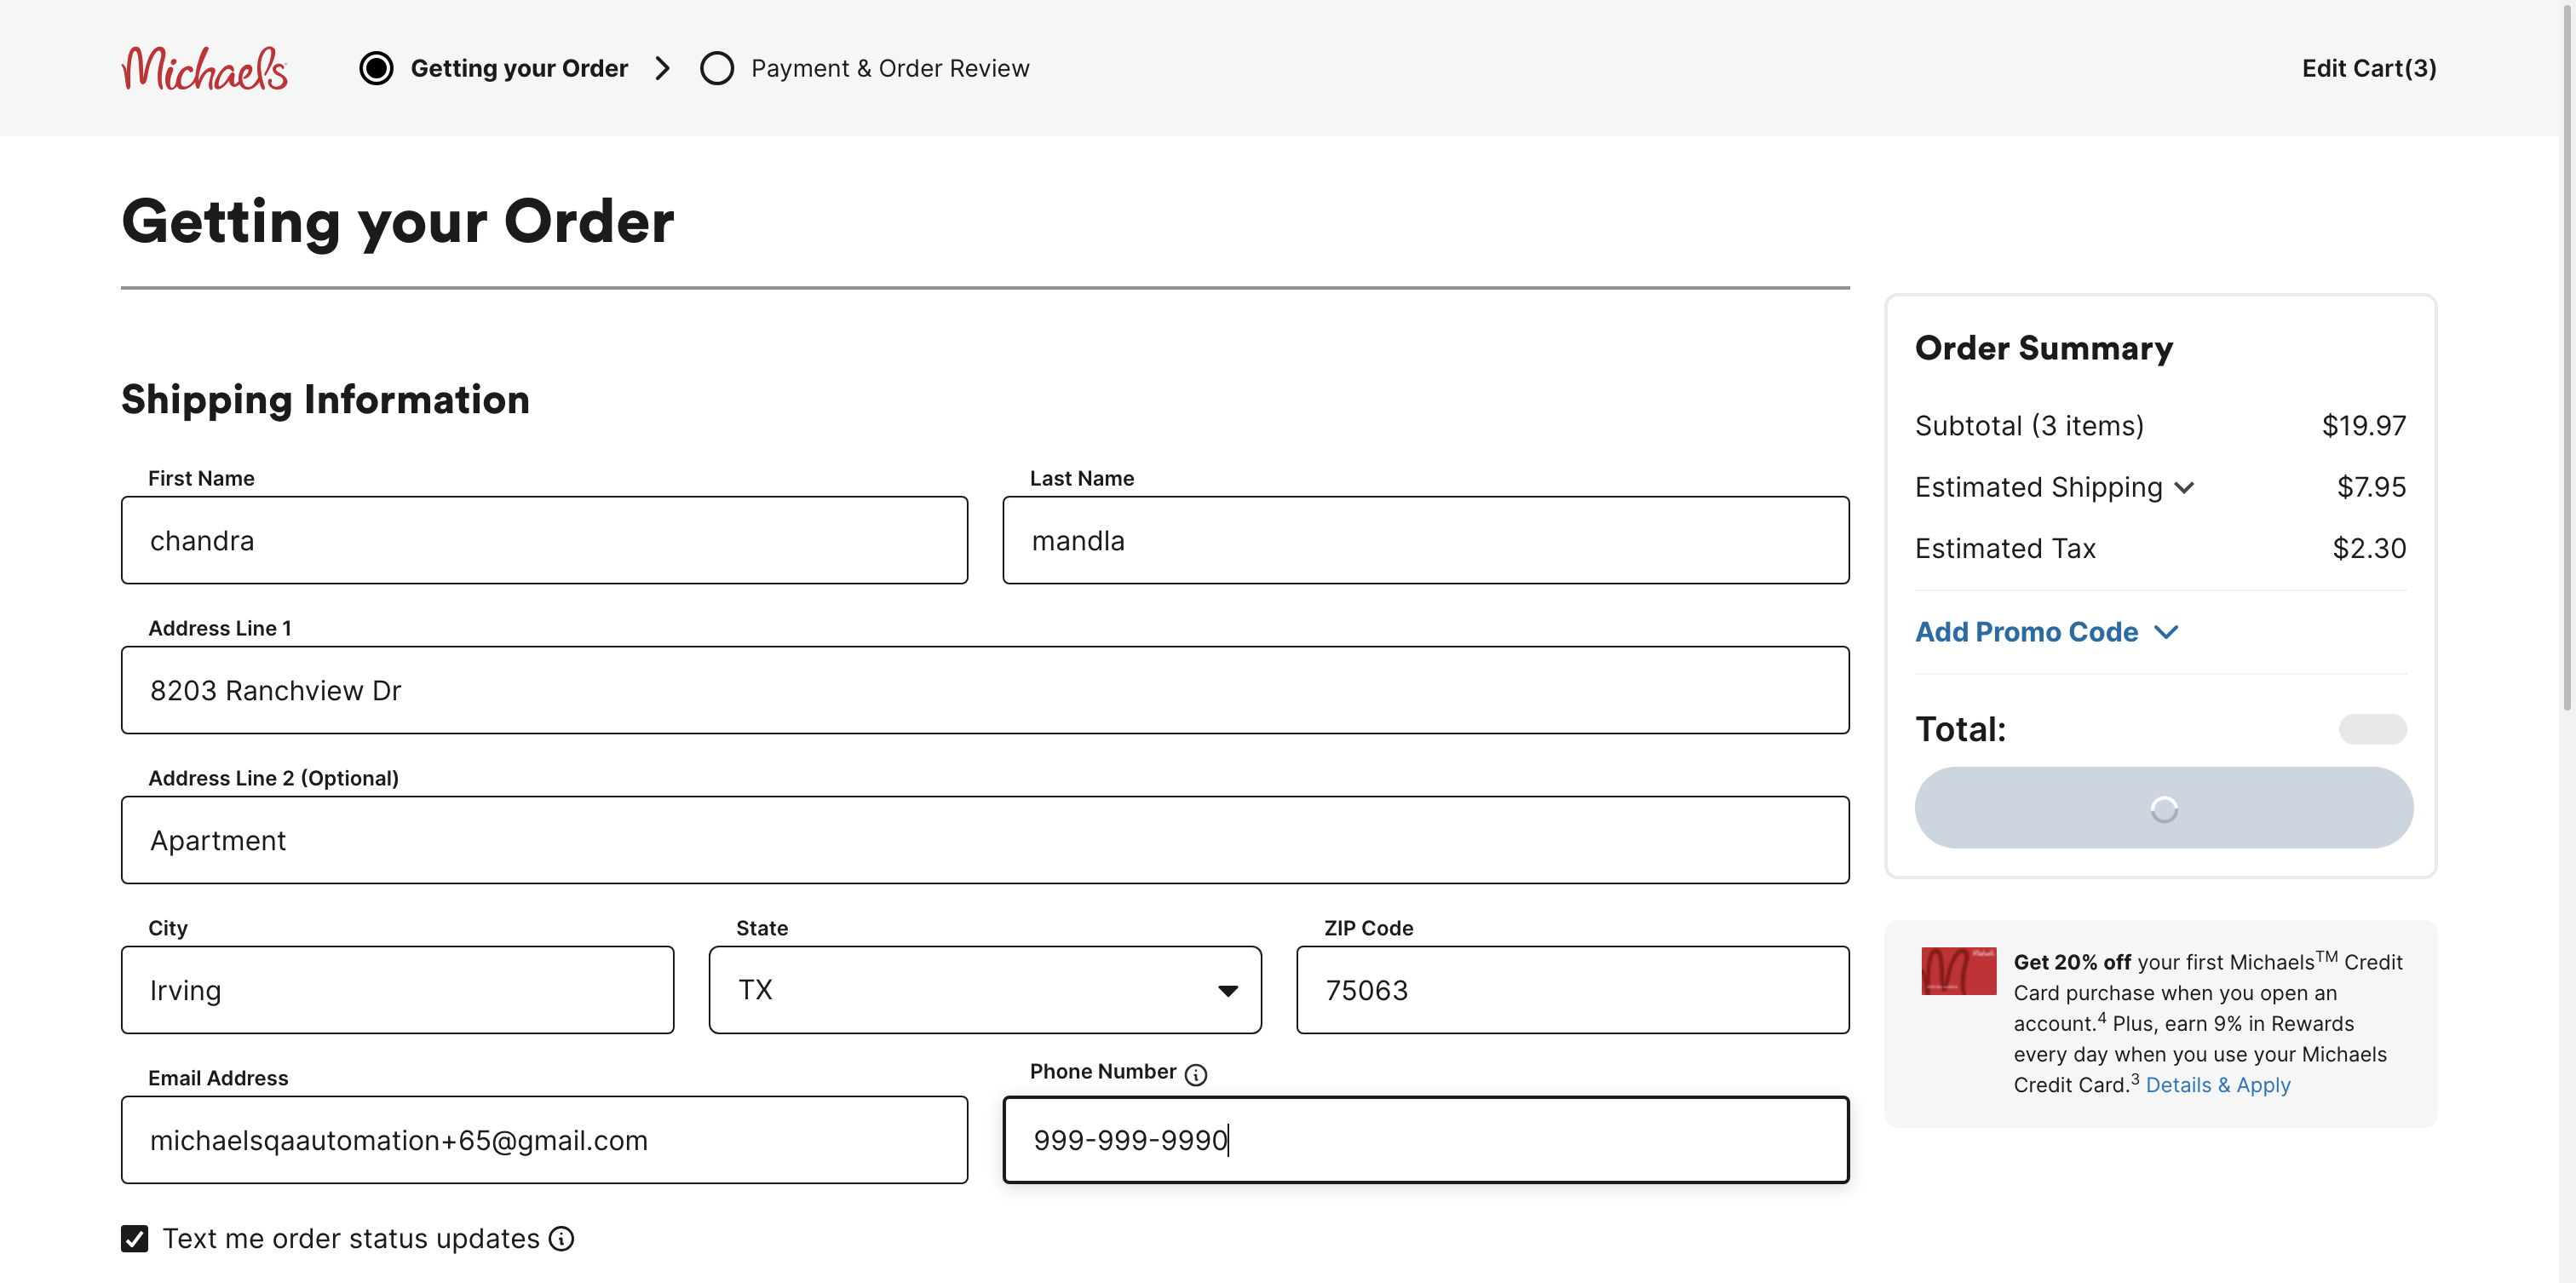 Michaels
Getting your Order
Payment & Order Review
Edit Cart(3)
Getting your Order
Shipping Information
First Name
Last Name
chandra
mandla
Address Line 1
8203 Ranchview Dr
Address Line 2 (Optional)
Apartment
City
State
ZIP Code
Irving
TX
75063
Email Address
Phone Number
michaelsqaautomation+65@gmail.com
999-999-9990
Text me order status updates
Order Summary
Subtotal (3 items) $19.97
Estimated Shipping $7.95
Estimated Tax $2.30
Add Promo Code
Total:
Get 20% off your first Michaels™ Credit
Card purchase when you open an
account.⁴ Plus, earn 9% in Rewards
every day when you use your Michaels
Credit Card.³ Details & Apply